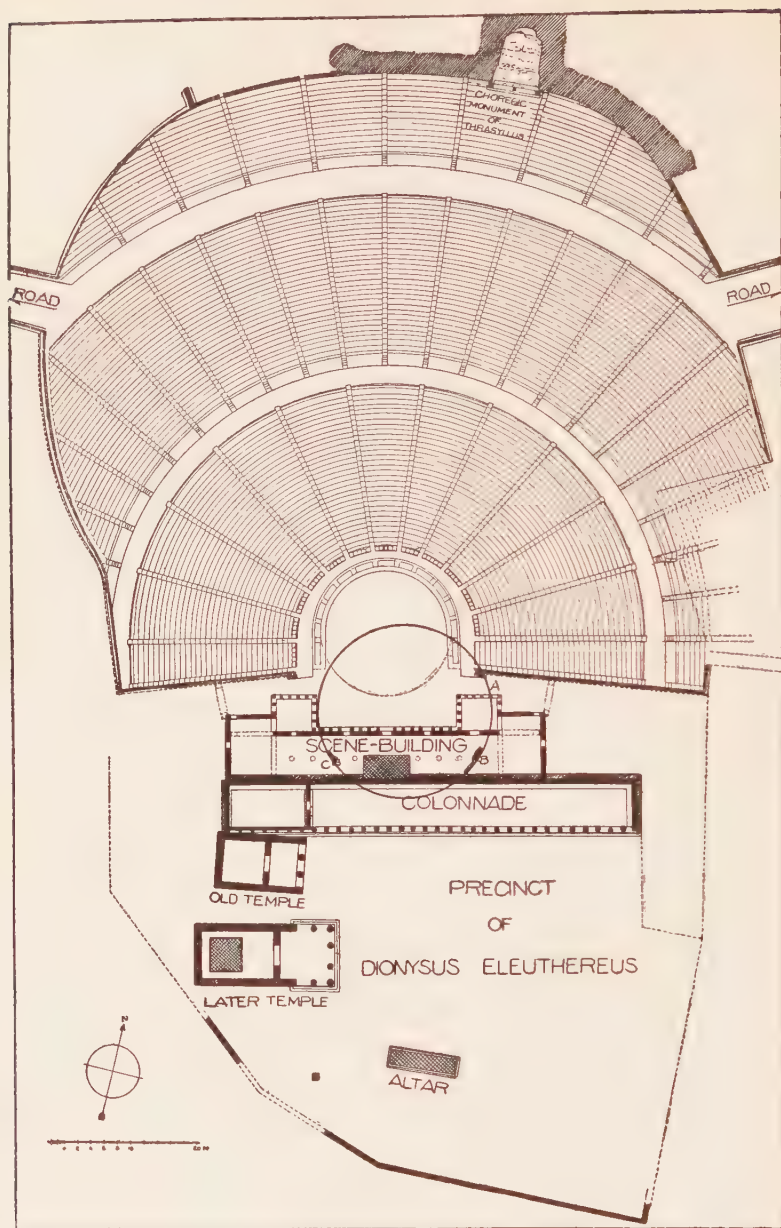 CHOREGIC
MONUMENT
OF
THRASYLLUS
ROAD
ROAD
A
SCENE-BUILDING
C
B
COLONNADE
OLD TEMPLE
PRECINCT
OF
DIONYSUS ELEUTHEREUS
LATER TEMPLE
N
ALTAR